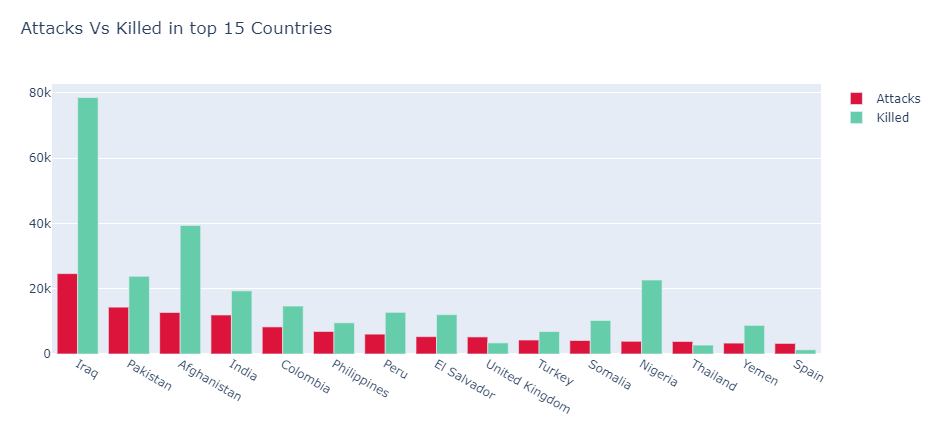 Attacks Vs Killed in top 15 Countries
80k
60k
40k
20k
0
Attacks
Killed
Iraq
Pakistan
Afghanistan
India
Colombia
Philippines
Peru
El Salvador
United Kingdom
Turkey
Somalia
Nigeria
Thailand
Yemen
Spain